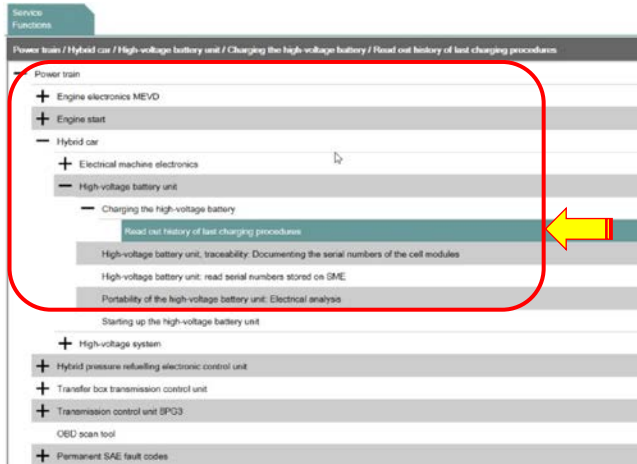 Service
Functions
Power train / Hybrid car / High-voltage battery unit / Charging the high-voltage battery / Read out history of last charging procedures
Power train
Engine electronics MEVD
Engine start
Hybrid car
Electrical machine electronics
High-voltage battery unit
Charging the high-voltage battery
Read out history of last charging procedures
High-voltage battery unit, traceability: Documenting the serial numbers of the cell modules
High-voltage battery unit: read serial numbers stored on SME
Portability of the high-voltage battery unit: Electrical analysis
Starting up the high-voltage battery unit
High-voltage system
Hybrid pressure refuelling electronic control unit
Transfer box transmission control unit
Transmission control unit 8PG3
OBD scan tool
Permanent SAE fault codes